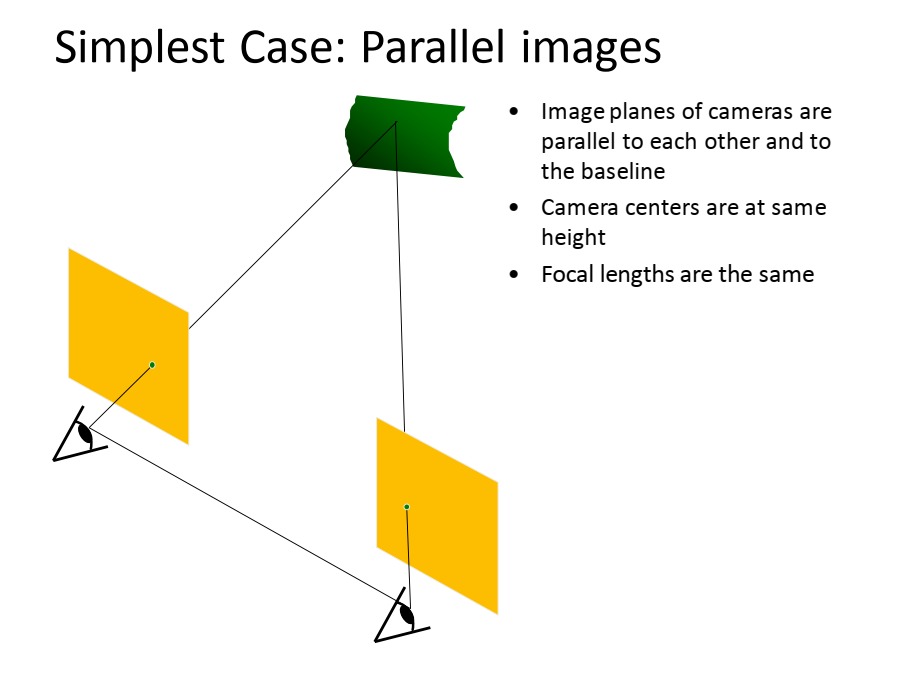 Simplest Case: Parallel images
• Image planes of cameras are
parallel to each other and to
the baseline
• Camera centers are at same
height
• Focal lengths are the same